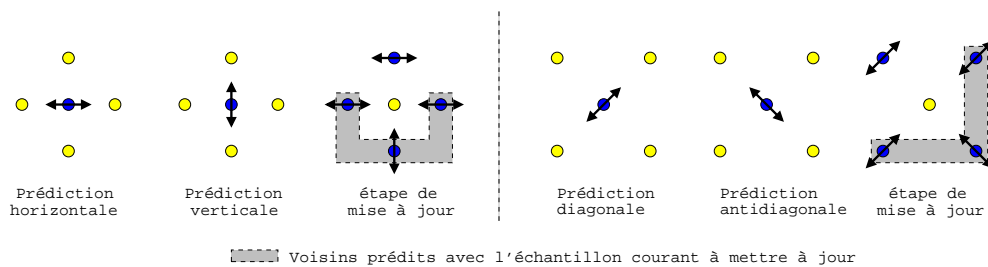 Prédiction
horizontale
Prédiction
verticale
étape de
mise à jour
Prédiction
diagonale
Prédiction
antidiagonale
étape de
mise à jour
Voisins prédits avec l'échantillon courant à mettre à jour